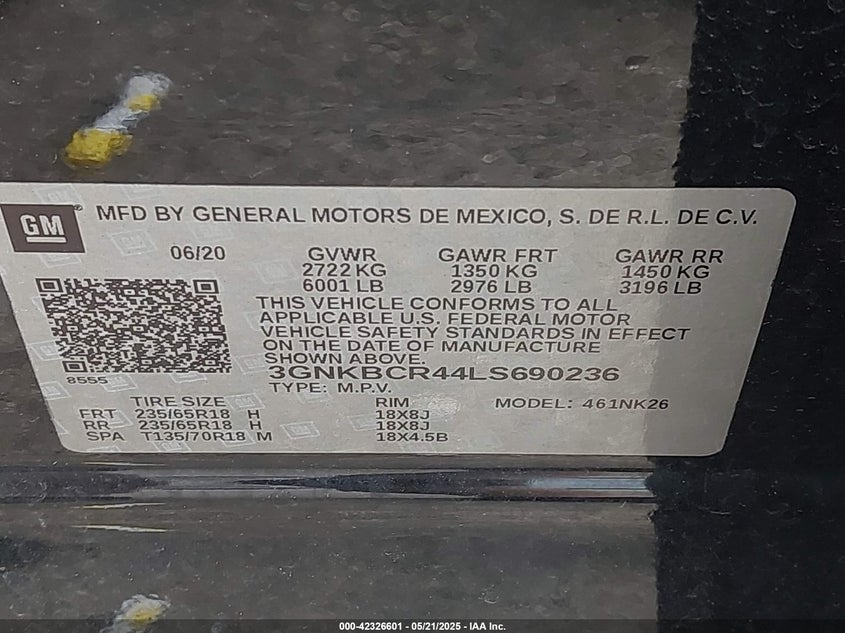 GM
MFD BY GENERAL MOTORS DE MEXICO, S. DE R.L. DE C.V.
06/20 GVWR GAWR FRT GAWR RR
2722 KG 1350 KG 1450 KG
6001 LB 2976 LB 3196 LB
THIS VEHICLE CONFORMS TO ALL
APPLICABLE U.S. FEDERAL MOTOR
VEHICLE SAFETY STANDARDS IN EFFECT
ON THE DATE OF MANUFACTURE
SHOWN ABOVE.
3GNKBCR44LS690236
8555
TYPE: M.P.V.
TIRE SIZE RIM MODEL: 461NK26
FRT 235/65R18 H 18X8J
RR 235/65R18 H 18X8J
SPA T135/70R18 M 18X4.5B
000-42326601 - 05/21/2025 - IAA Inc.